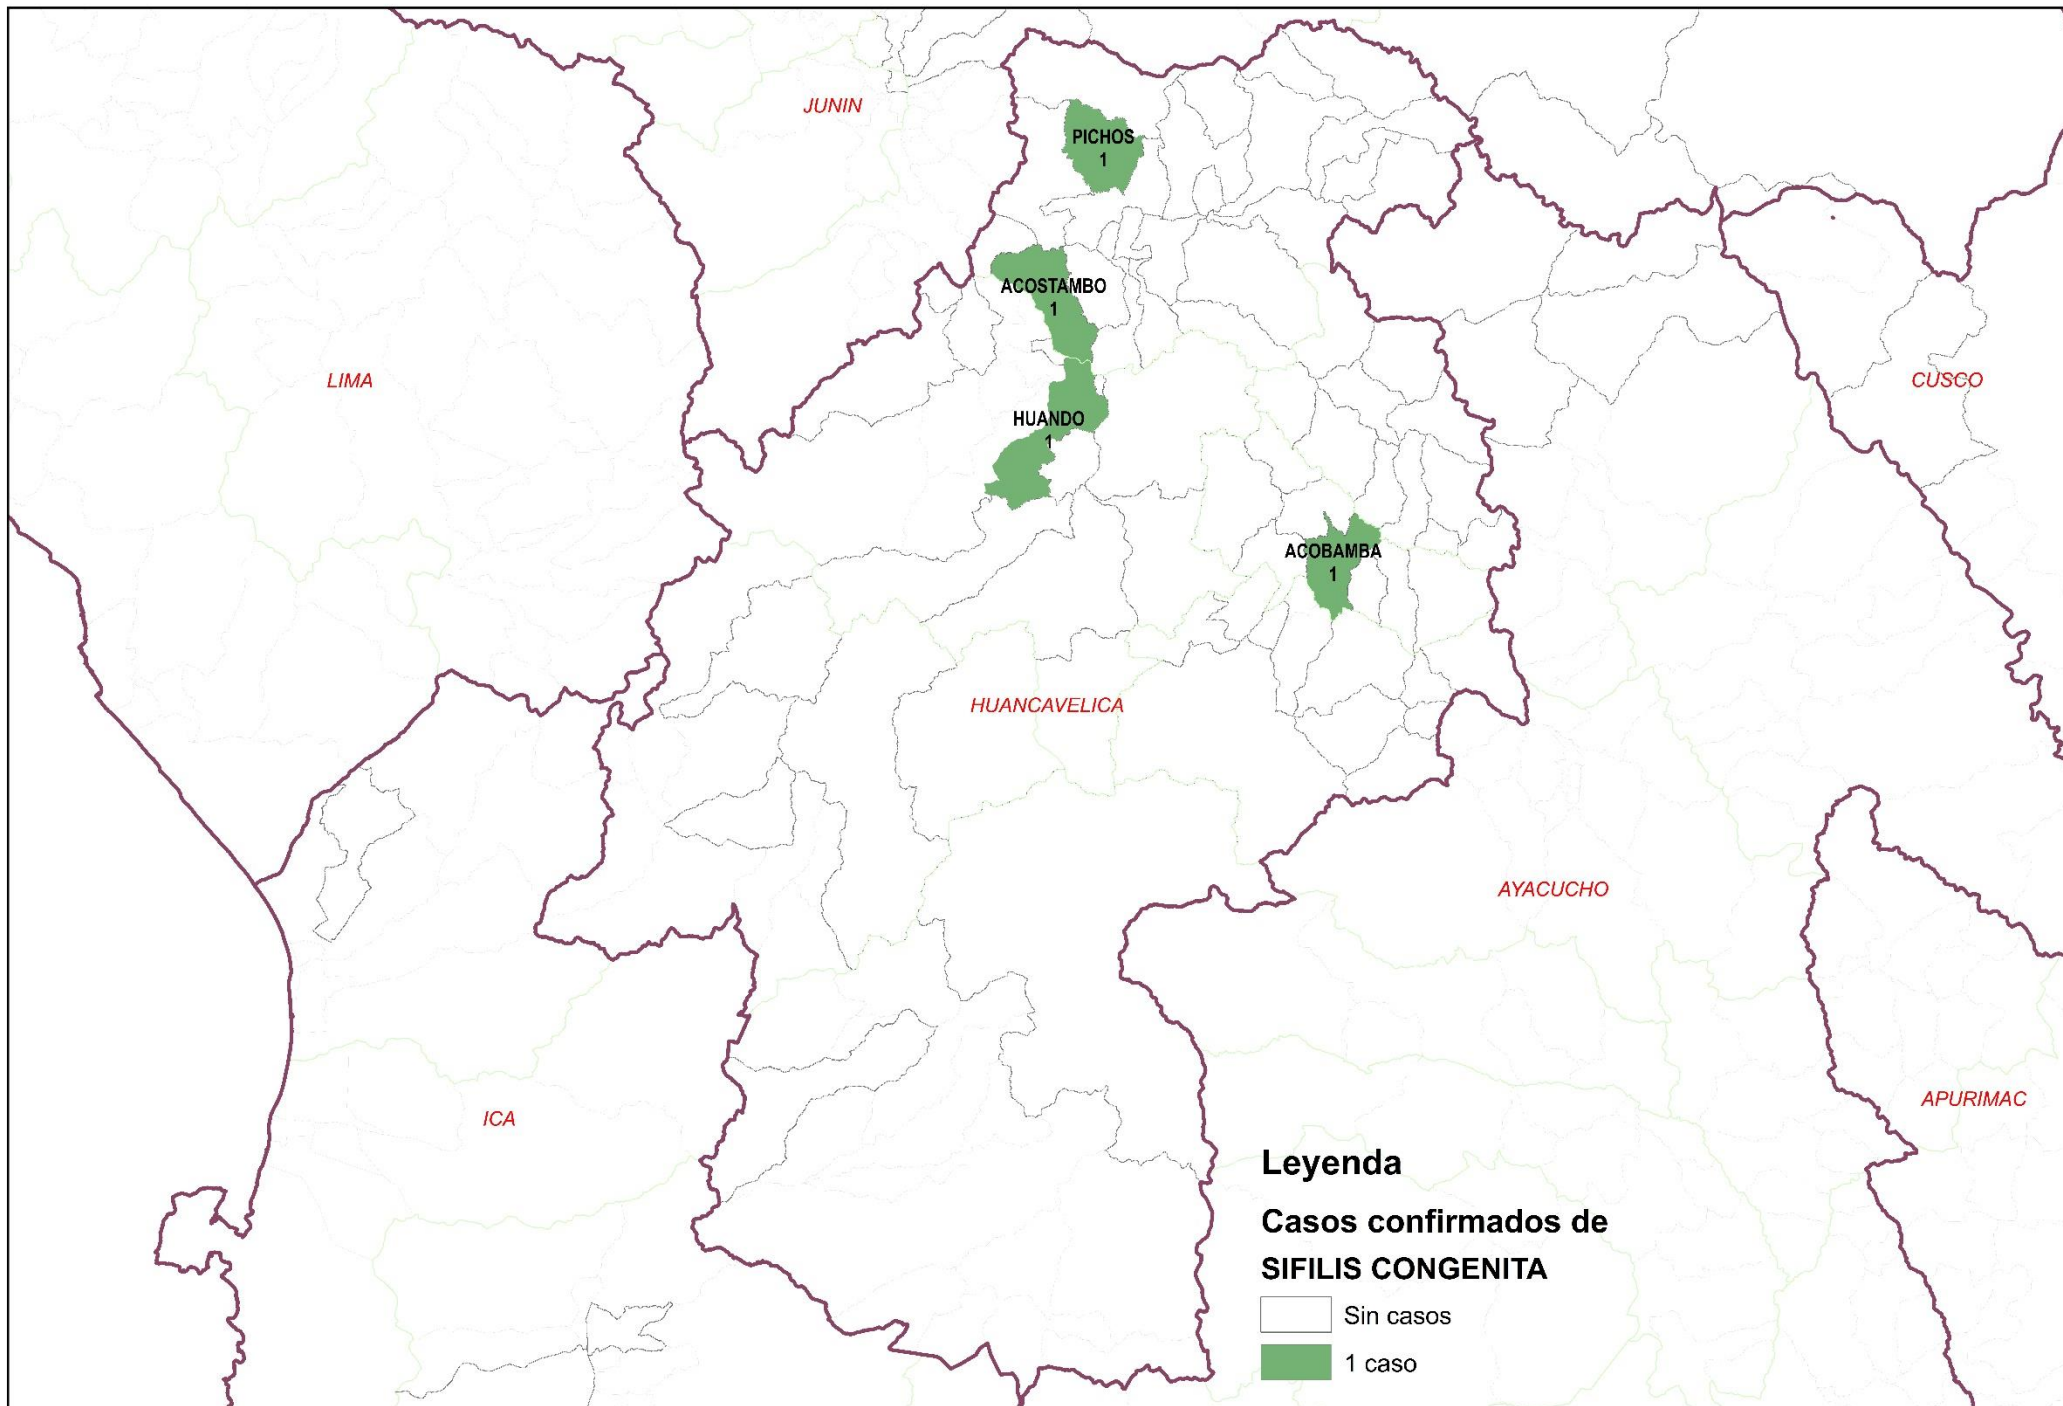 JUNIN
PICHOS
1
ACOSTAMBO
1
LIMA
CUSCO
HUANDO
1
ACOBAMBA
1
HUANCAVELICA
AYACUCHO
ICA
APURIMAC
Leyenda
Casos confirmados de
SIFILIS CONGENITA
Sin casos
1 caso